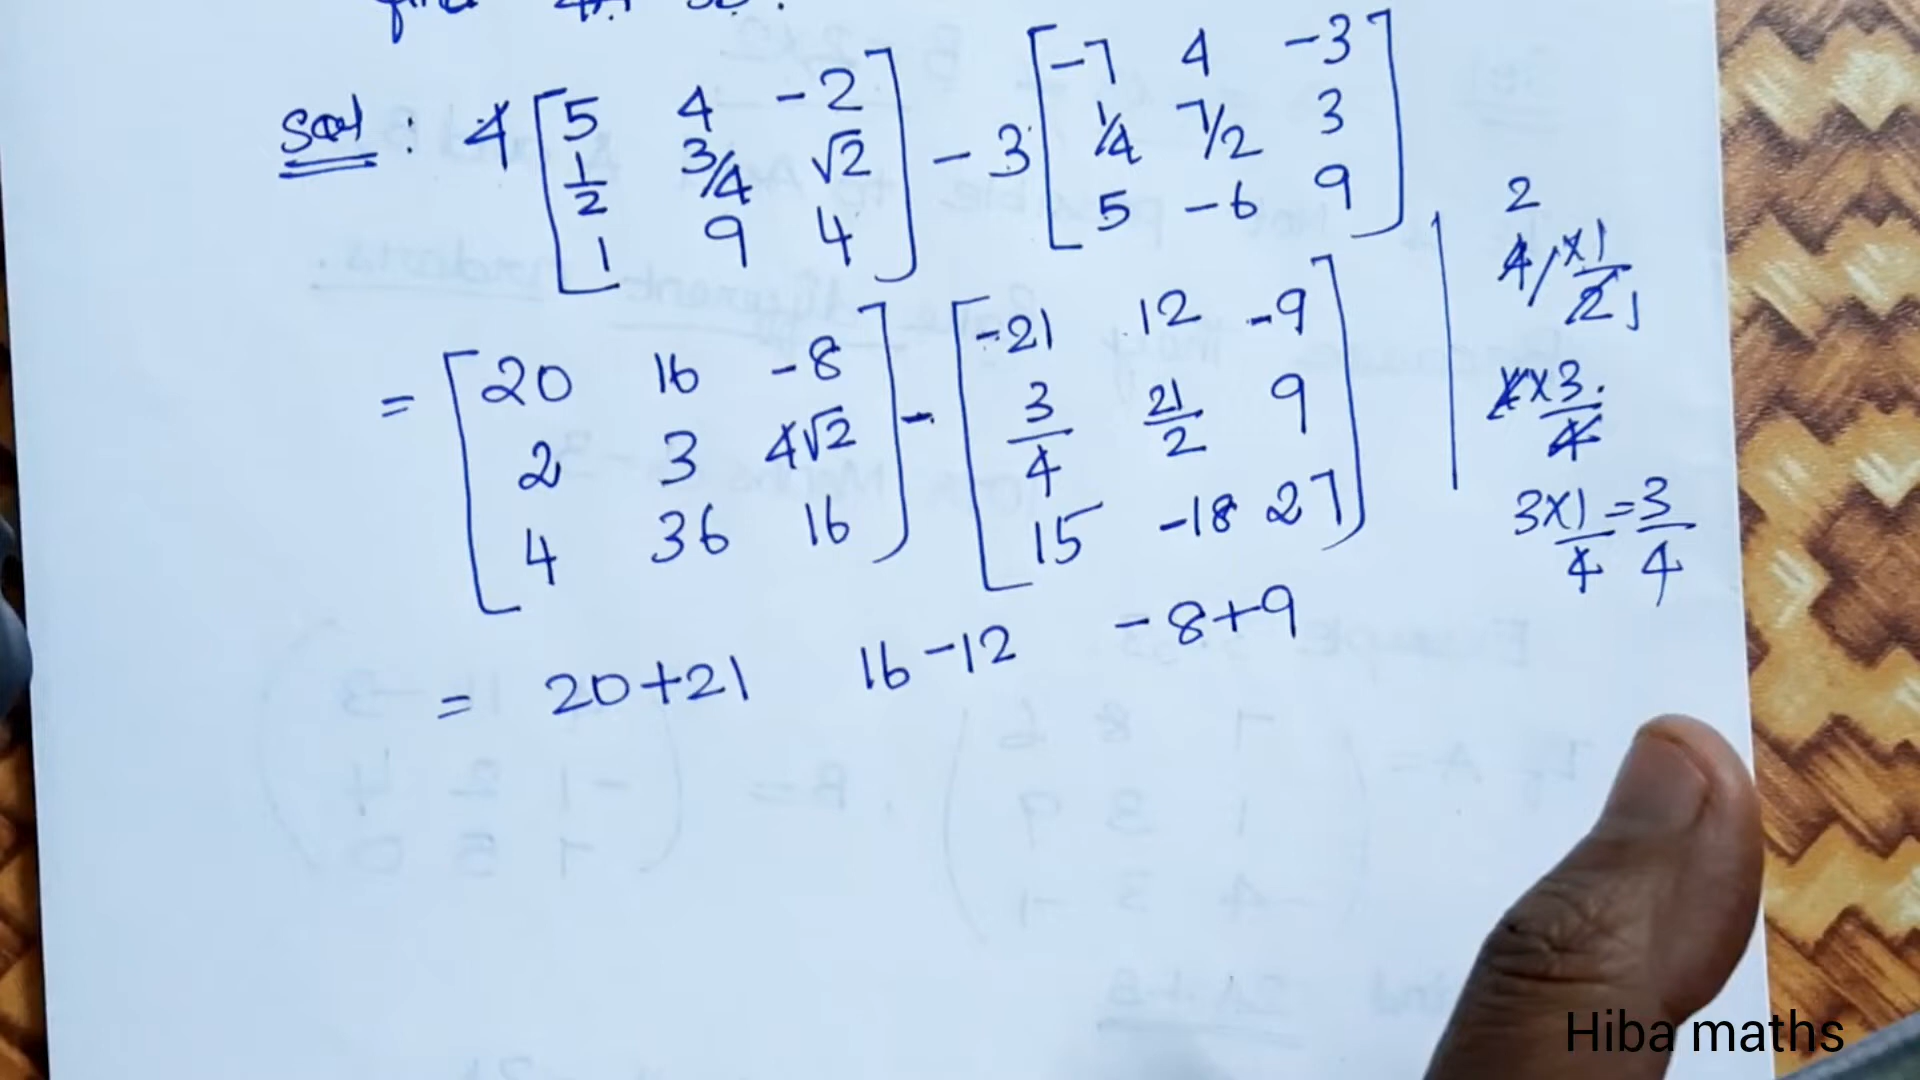 find
Sol : 4 [ 5 4 -2 ] - 3 [ -7 4 -3 ]
1/2 3/4 √2 1/4 7/2 3
1 9 4 5 -6 9
= [ 20 16 -8 ] - [ -21 12 -9 ]
2 3 4√2 3/4 21/2 9
4 36 16 15 -18 27
= 20+21 16-12 -8+9
2
4 × 1/2,
4 × 3/4
3×1/4 = 3/4
Hiba maths